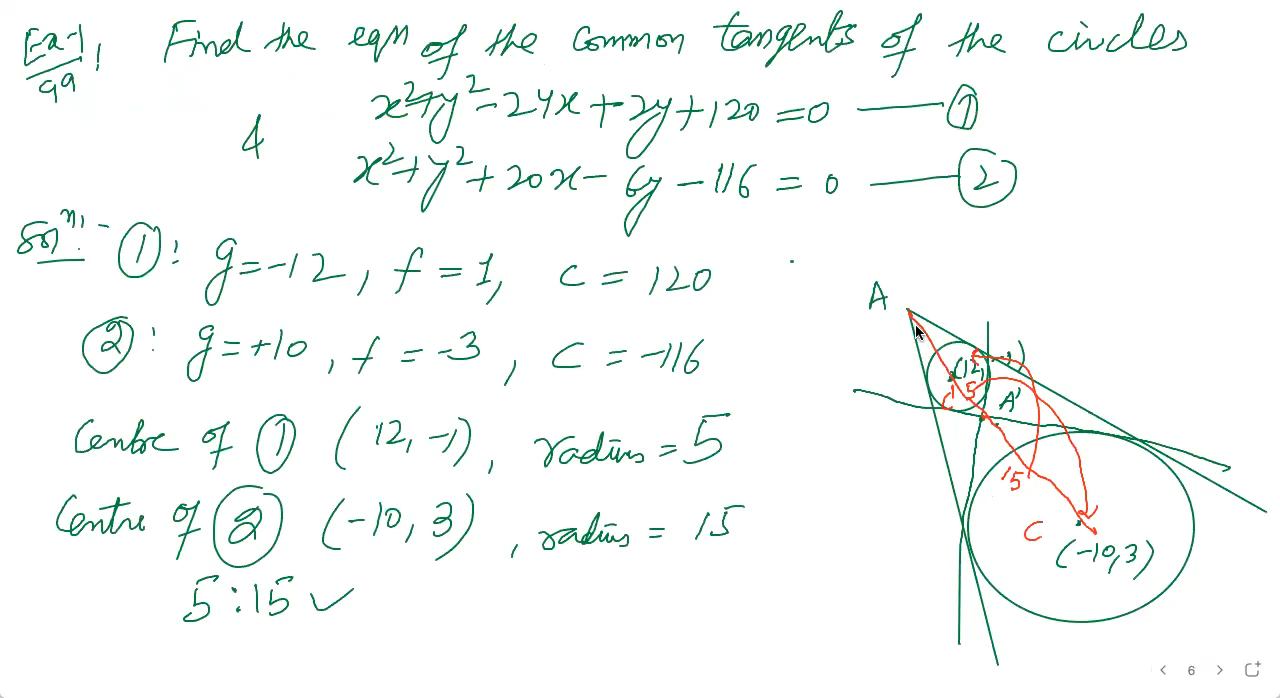 Ex-1/99! Find the eqn of the common tangents of the circles
x²+y²-24x+2y+120=0 —— ①
&
x²+y²+20x-6y-116=0 —— ②
Solⁿ:- ①: g=-12, f=1, c=120
②: g=+10, f=-3, c=-116
Centre of ① (12,-1), radius=5
Centre of ② (-10,3), radius=15
5:15 ✓
A
(12,-1)
C'
5
A'
15
C
(-10,3)
6